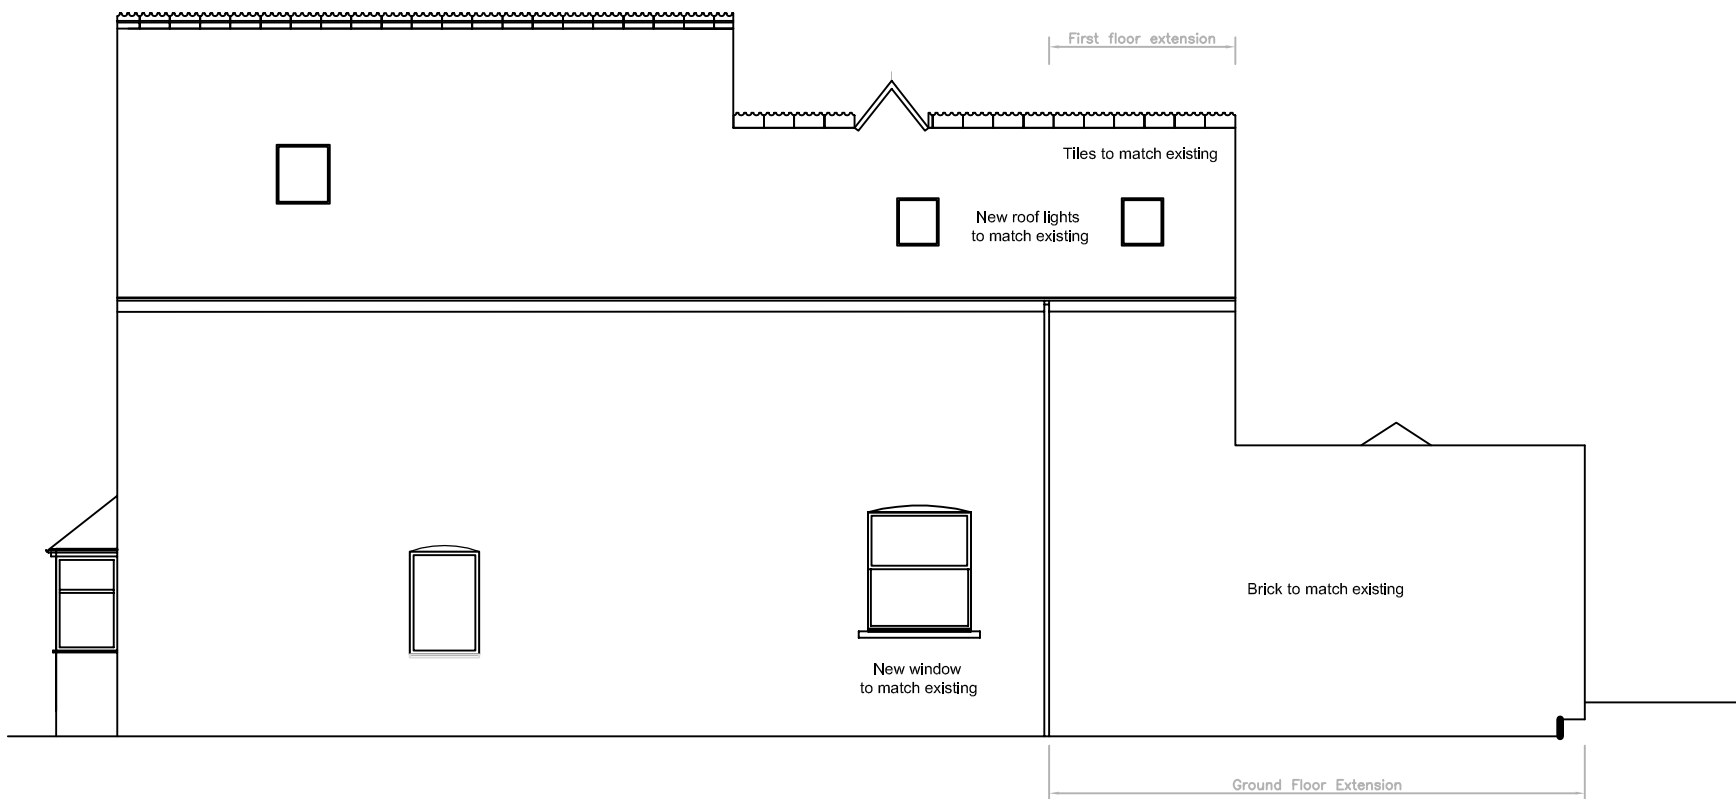 First floor extension
Tiles to match existing
New roof lights
to match existing
Brick to match existing
New window
to match existing
Ground Floor Extension